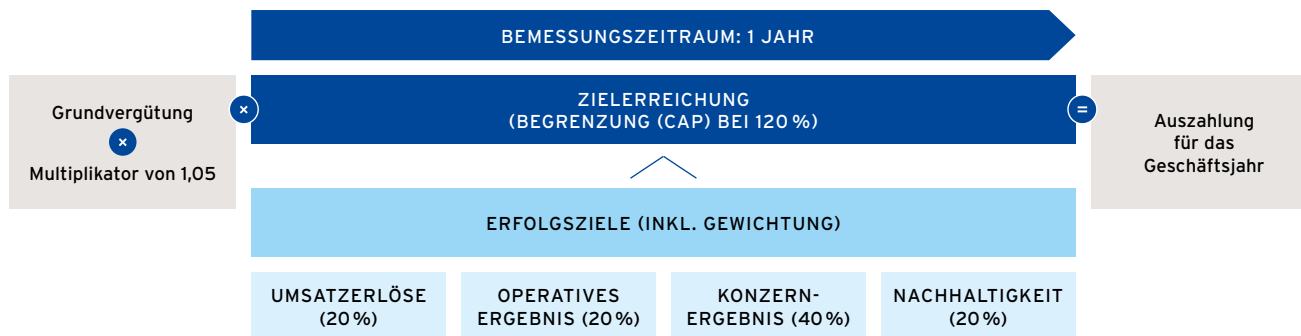 BEMESSUNGSZEITRAUM: 1 JAHR
Grundvergütung
×
Multiplikator von 1,05
×
ZIELERREICHUNG
(BEGRENZUNG (CAP) BEI 120 %)
=
Auszahlung
für das
Geschäftsjahr
ERFOLGSZIELE (INKL. GEWICHTUNG)
UMSATZERLÖSE
(20 %)
OPERATIVES
ERGEBNIS (20 %)
KONZERN-
ERGEBNIS (40 %)
NACHHALTIGKEIT
(20 %)